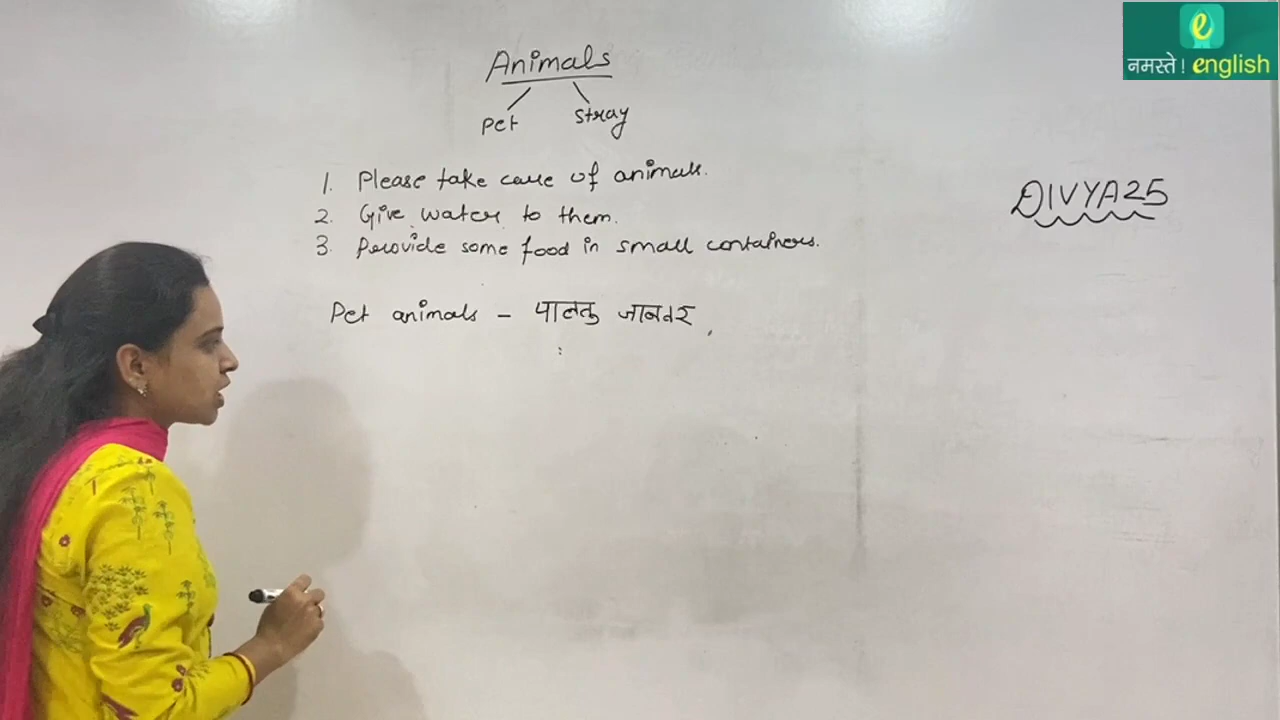 नमस्ते ! english
Animals
Pet Stray
1. Please take care of animals.
2. Give water to them.
3. Provide some food in small containers.
DIVYA25
Pet animals - पालतु जानवर